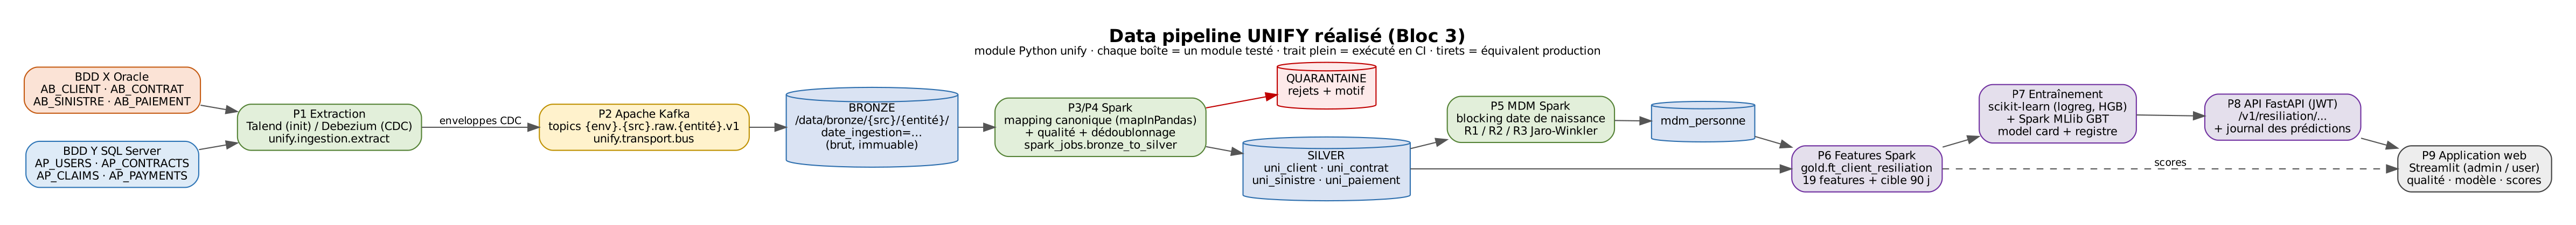 Data pipeline UNIFY réalisé (Bloc 3)
module Python unify · chaque boîte = un module testé · trait plein = exécuté en CI · tirets = équivalent production
BDD X Oracle
AB_CLIENT · AB_CONTRAT
AB_SINISTRE · AB_PAIEMENT
BDD Y SQL Server
AP_USERS · AP_CONTRACTS
AP_CLAIMS · AP_PAYMENTS
P1 Extraction
Talend (init) / Debezium (CDC)
unify.ingestion.extract
enveloppes CDC
P2 Apache Kafka
topics {env}.{src}.raw.{entité}.v1
unify.transport.bus
BRONZE
/data/bronze/{src}/{entité}/
date_ingestion=...
(brut, immuable)
P3/P4 Spark
mapping canonique (mapInPandas)
+ qualité + dédoublonnage
spark_jobs.bronze_to_silver
QUARANTAINE
rejets + motif
SILVER
uni_client · uni_contrat
uni_sinistre · uni_paiement
P5 MDM Spark
blocking date de naissance
R1 / R2 / R3 Jaro-Winkler
mdm_personne
P6 Features Spark
gold.ft_client_resiliation
19 features + cible 90 j
P7 Entraînement
scikit-learn (logreg, HGB)
+ Spark MLlib GBT
model card + registre
P8 API FastAPI (JWT)
/v1/resiliation/...
+ journal des prédictions
scores
P9 Application web
Streamlit (admin / user)
qualité · modèle · scores